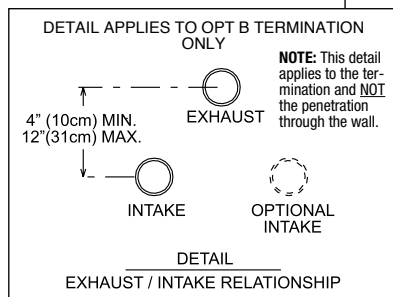 DETAIL APPLIES TO OPT B TERMINATION
ONLY
NOTE: This detail
applies to the ter-
mination and NOT
the penetration
through the wall.
EXHAUST
4" (10cm) MIN.
12"(31cm) MAX.
INTAKE
OPTIONAL
INTAKE
DETAIL
EXHAUST / INTAKE RELATIONSHIP